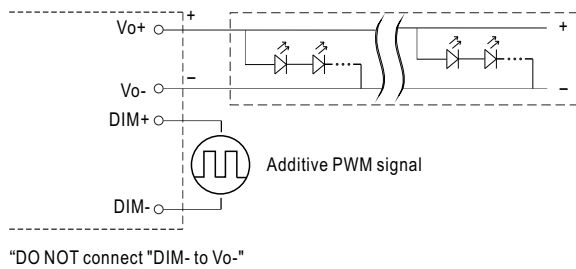 Vo+
+
+
Vo-
−
−
DIM+
Additive PWM signal
DIM-
“DO NOT connect "DIM- to Vo-"